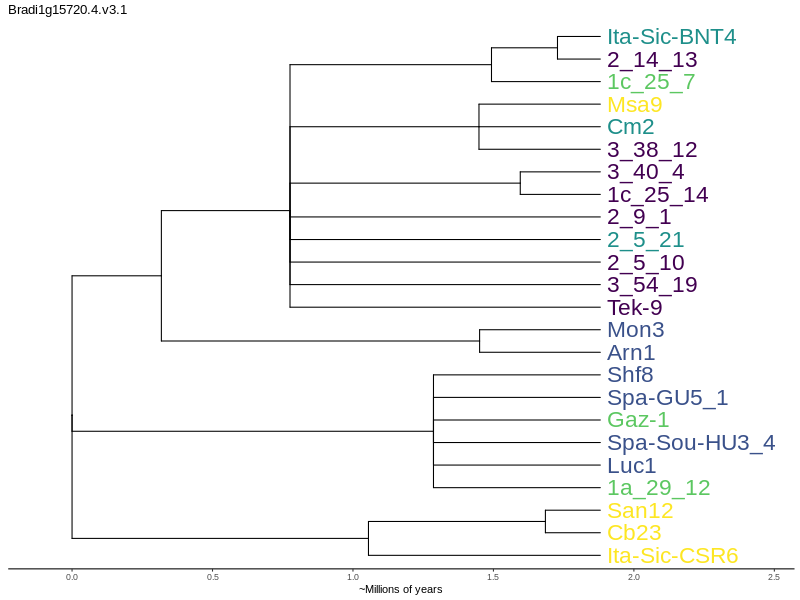 Bradi1g15720.4.v3.1
Ita-Sic-BNT4
2_14_13
1c_25_7
Msa9
Cm2
3_38_12
3_40_4
1c_25_14
2_9_1
2_5_21
2_5_10
3_54_19
Tek-9
Mon3
Arn1
Shf8
Spa-GU5_1
Gaz-1
Spa-Sou-HU3_4
Luc1
1a_29_12
San12
Cb23
Ita-Sic-CSR6
0.0 0.5 1.0 1.5 2.0 2.5
~Millions of years